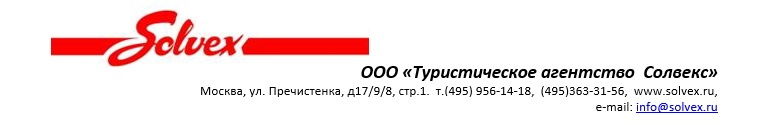 Solvex
ООО «Туристическое агентство Солвекс»
Москва, ул. Пречистенка, д17/9/8, стр.1. т.(495) 956-14-18, (495)363-31-56, www.solvex.ru,
e-mail: info@solvex.ru